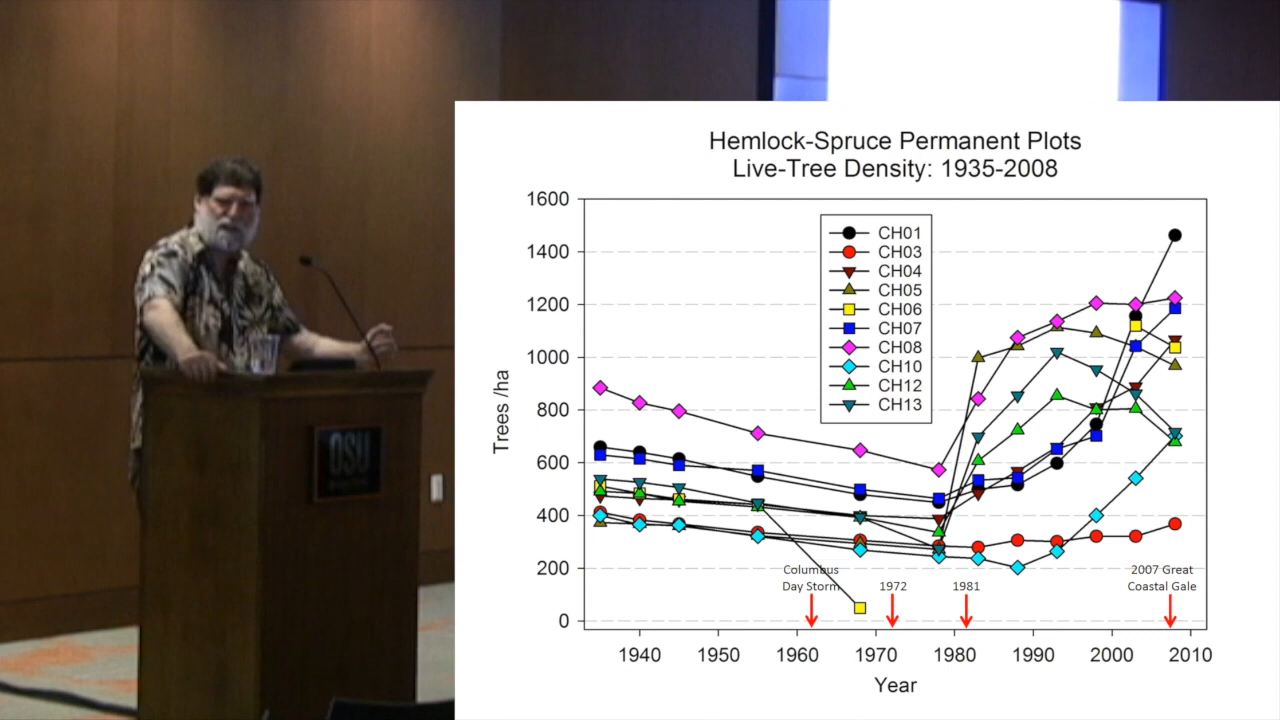 Hemlock-Spruce Permanent Plots
Live-Tree Density: 1935-2008
1600
1400
1200
1000
800
600
400
200
0
Trees /ha
CH01
CH03
CH04
CH05
CH06
CH07
CH08
CH10
CH12
CH13
Columbus
Day Storm
1972
1981
2007 Great
Coastal Gale
1940 1950 1960 1970 1980 1990 2000 2010
Year
OSU